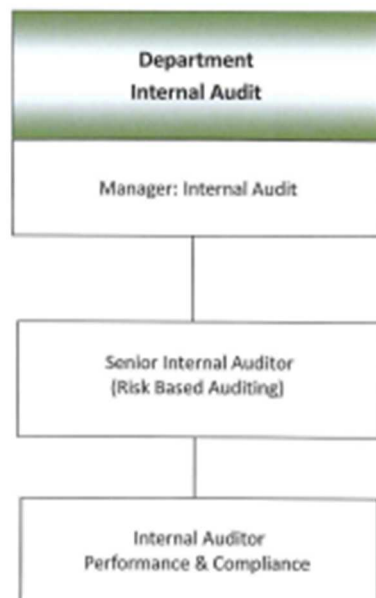 Department
Internal Audit
Manager: Internal Audit
Senior Internal Auditor
(Risk Based Auditing)
Internal Auditor
Performance & Compliance